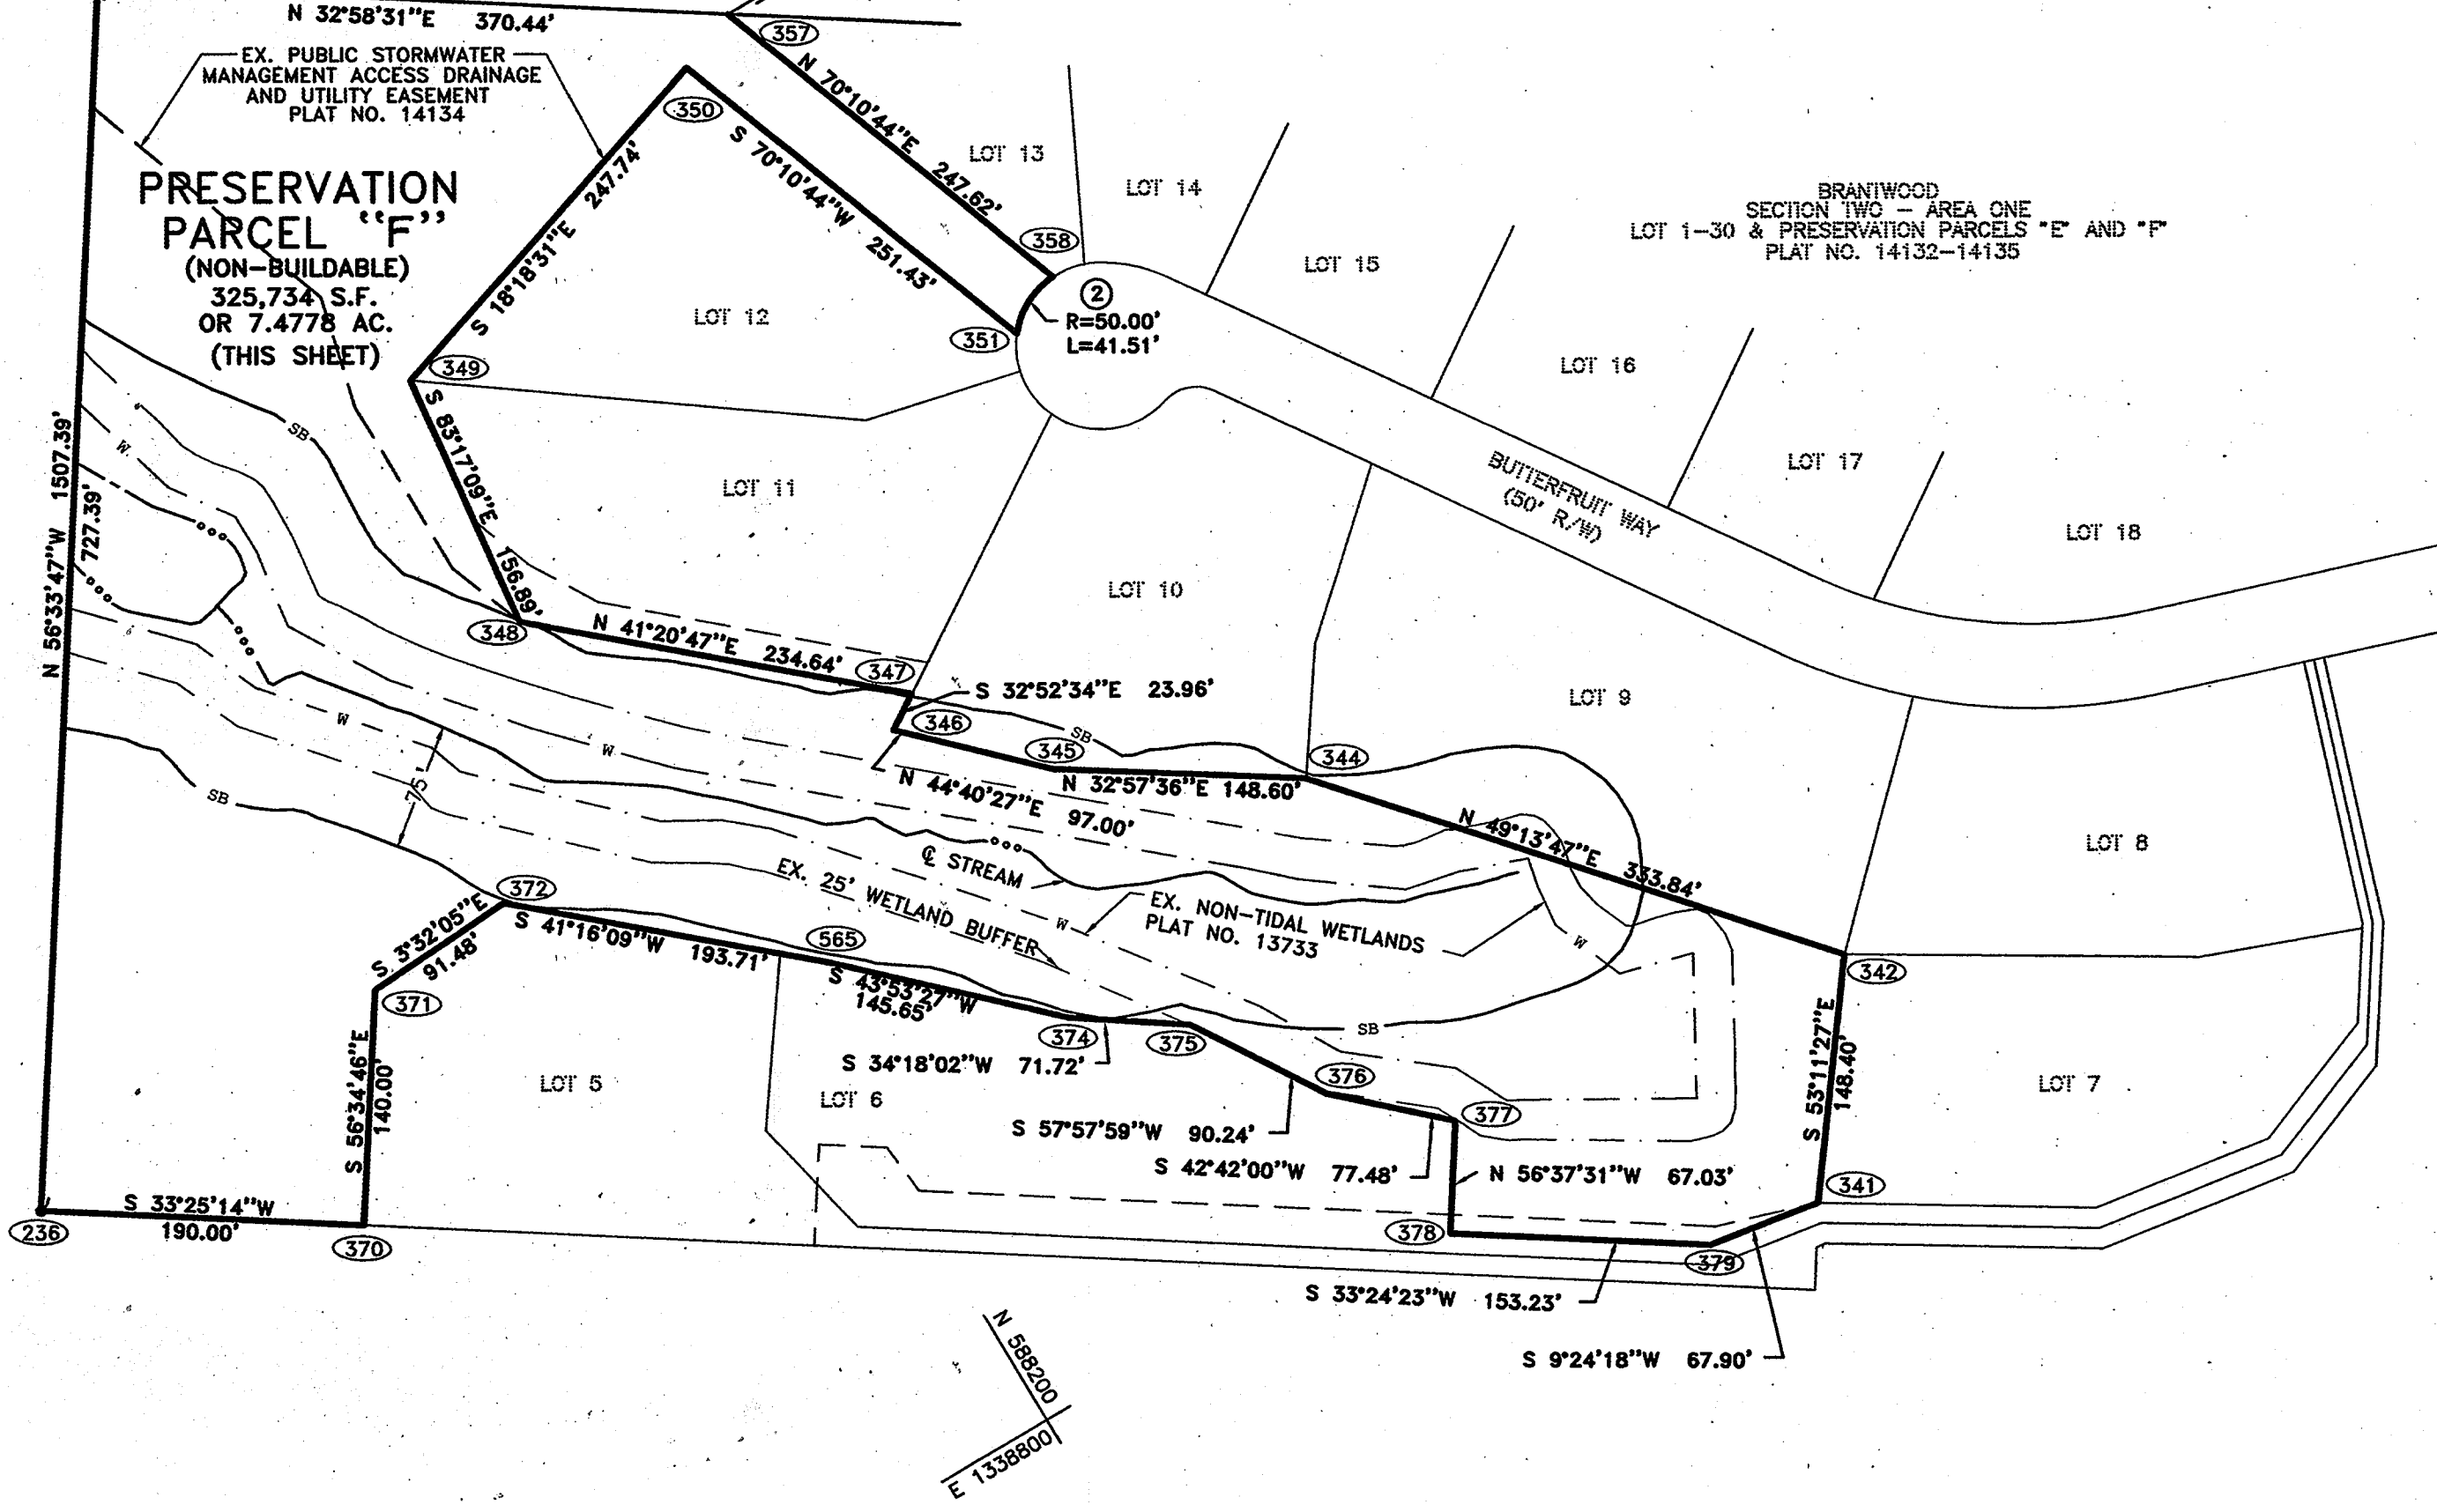 N 32°58'31"E 370.44'
357
EX. PUBLIC STORMWATER
MANAGEMENT ACCESS DRAINAGE
AND UTILITY EASEMENT
PLAT NO. 14134
350
N 70°10'44"E 247.62'
S 70°10'44"W 251.43'
S 18°18'31"E 247.74'
PRESERVATION
PARCEL "F"
(NON-BUILDABLE)
325,734 S.F.
OR 7.4778 AC.
(THIS SHEET)
LOT 13
LOT 14
LOT 15
LOT 16
LOT 17
LOT 18
BRANTWOOD
SECTION TWO - AREA ONE
LOT 1-30 & PRESERVATION PARCELS "E" AND "F"
PLAT NO. 14132-14135
358
2
R=50.00'
L=41.51'
351
LOT 12
349
S 83°17'09"E 156.89'
LOT 11
LOT 10
BUTTERFRUIT WAY
(50' R/W)
N 56°33'47"W 1507.39'
727.39'
SB
W
348
N 41°20'47"E 234.64'
347
S 32°52'34"E 23.96'
346
345
SB
344
LOT 9
N 44°40'27"E 97.00'
N 32°57'36"E 148.60'
N 49°13'47"E 333.84'
LOT 8
W
W
75'
SB
℄ STREAM
EX. 25' WETLAND BUFFER
EX. NON-TIDAL WETLANDS
PLAT NO. 13733
W
W
372
S 3°32'05"E
91.48'
S 41°16'09"W 193.71'
565
S 43°53'27"W
145.65'
371
342
374
375
SB
S 34°18'02"W 71.72'
376
S 53°11'27"E
148.40'
S 56°34'46"E
140.00'
LOT 5
LOT 6
LOT 7
377
S 57°57'59"W 90.24'
S 42°42'00"W 77.48'
N 56°37'31"W 67.03'
341
S 33°25'14"W
190.00'
236
370
378
379
S 33°24'23"W 153.23'
S 9°24'18"W 67.90'
N 588200
E 1338800